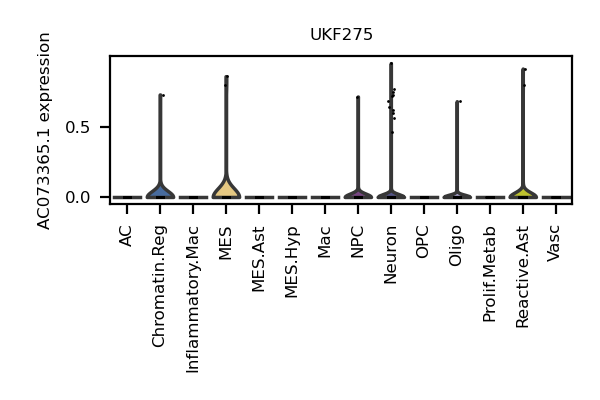 UKF275
AC073365.1 expression
0.5
0.0
AC
Chromatin.Reg
Inflammatory.Mac
MES
MES.Ast
MES.Hyp
Mac
NPC
Neuron
OPC
Oligo
Prolif.Metab
Reactive.Ast
Vasc